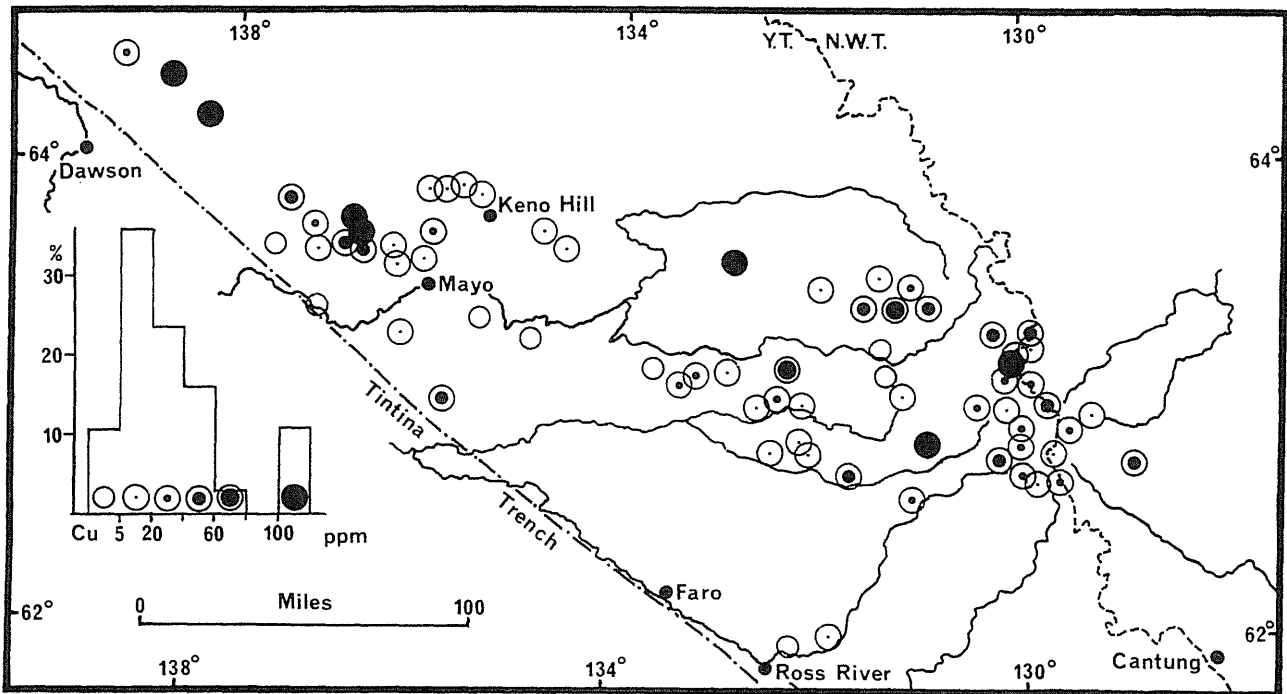 138°
134°
130°
Y.T. N.W.T.
64°
64°
Dawson
Keno Hill
%
30
20
10
Mayo
Tintina
Trench
Cu 5 20 60 100 ppm
Faro
62°
62°
0 Miles 100
Ross River
Cantung
138°
134°
130°